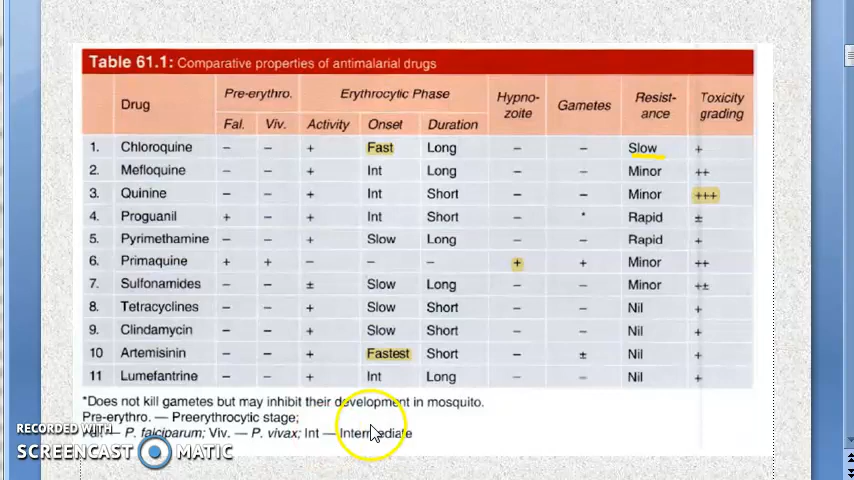 Table 61.1: Comparative properties of antimalarial drugs
Drug Pre-erythro. Erythrocytic Phase Hypno-zoite Gametes Resist-ance Toxicity grading
Fal. Viv. Activity Onset Duration
1. Chloroquine – – + Fast Long – – Slow +
2. Mefloquine – – + Int Long – – Minor ++
3. Quinine – – + Int Short – – Minor +++
4. Proguanil + – + Int Short – * Rapid ±
5. Pyrimethamine – – + Slow Long – – Rapid +
6. Primaquine + + – – – + + Minor ++
7. Sulfonamides – – ± Slow Long – – Minor +±
8. Tetracyclines – – + Slow Short – – Nil +
9. Clindamycin – – + Slow Short – – Nil +
10 Artemisinin – – + Fastest Short – ± Nil +
11 Lumefantrine – – + Int Long – – Nil +
*Does not kill gametes but may inhibit their development in mosquito.
Pre-erythro. — Preerythrocytic stage;
— P. falciparum; Viv. — P. vivax; Int — Intermediate
RECORDED WITH
SCREENCAST MATIC